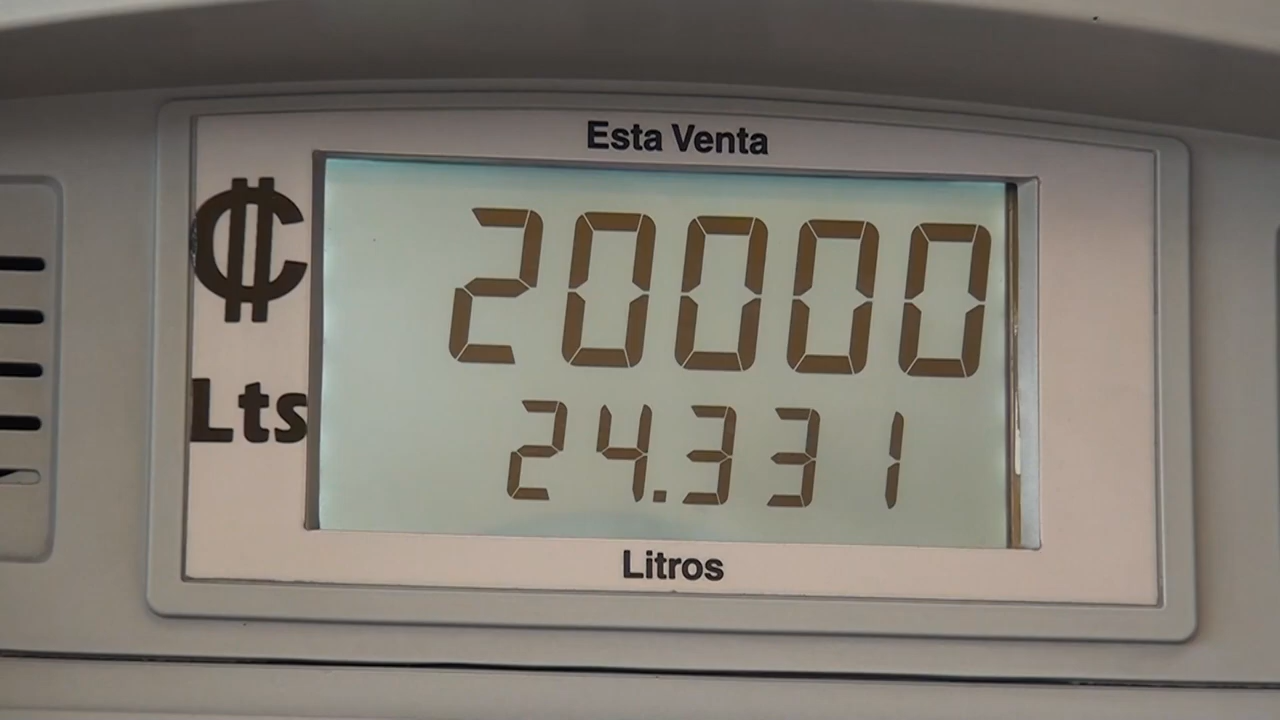 Esta Venta
₡ 20000
Lts 24.331
Litros